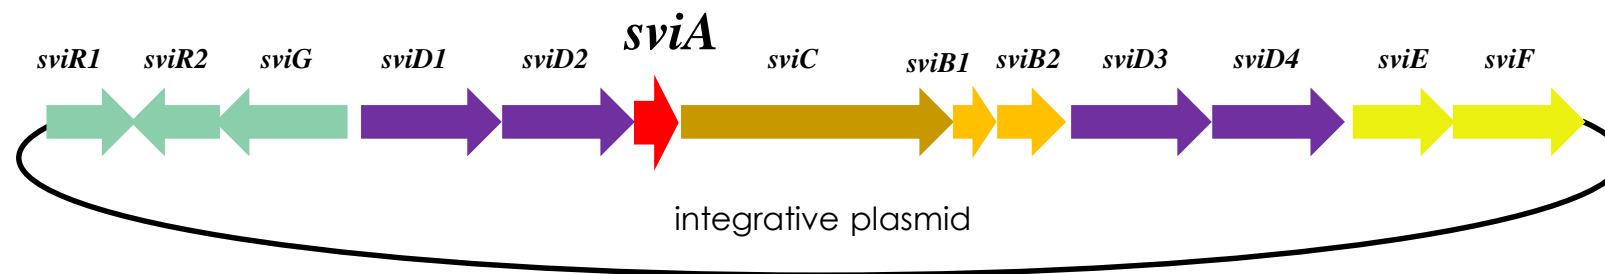 sviR1 sviR2 sviG sviD1 sviD2 sviA sviC sviB1 sviB2 sviD3 sviD4 sviE sviF
integrative plasmid